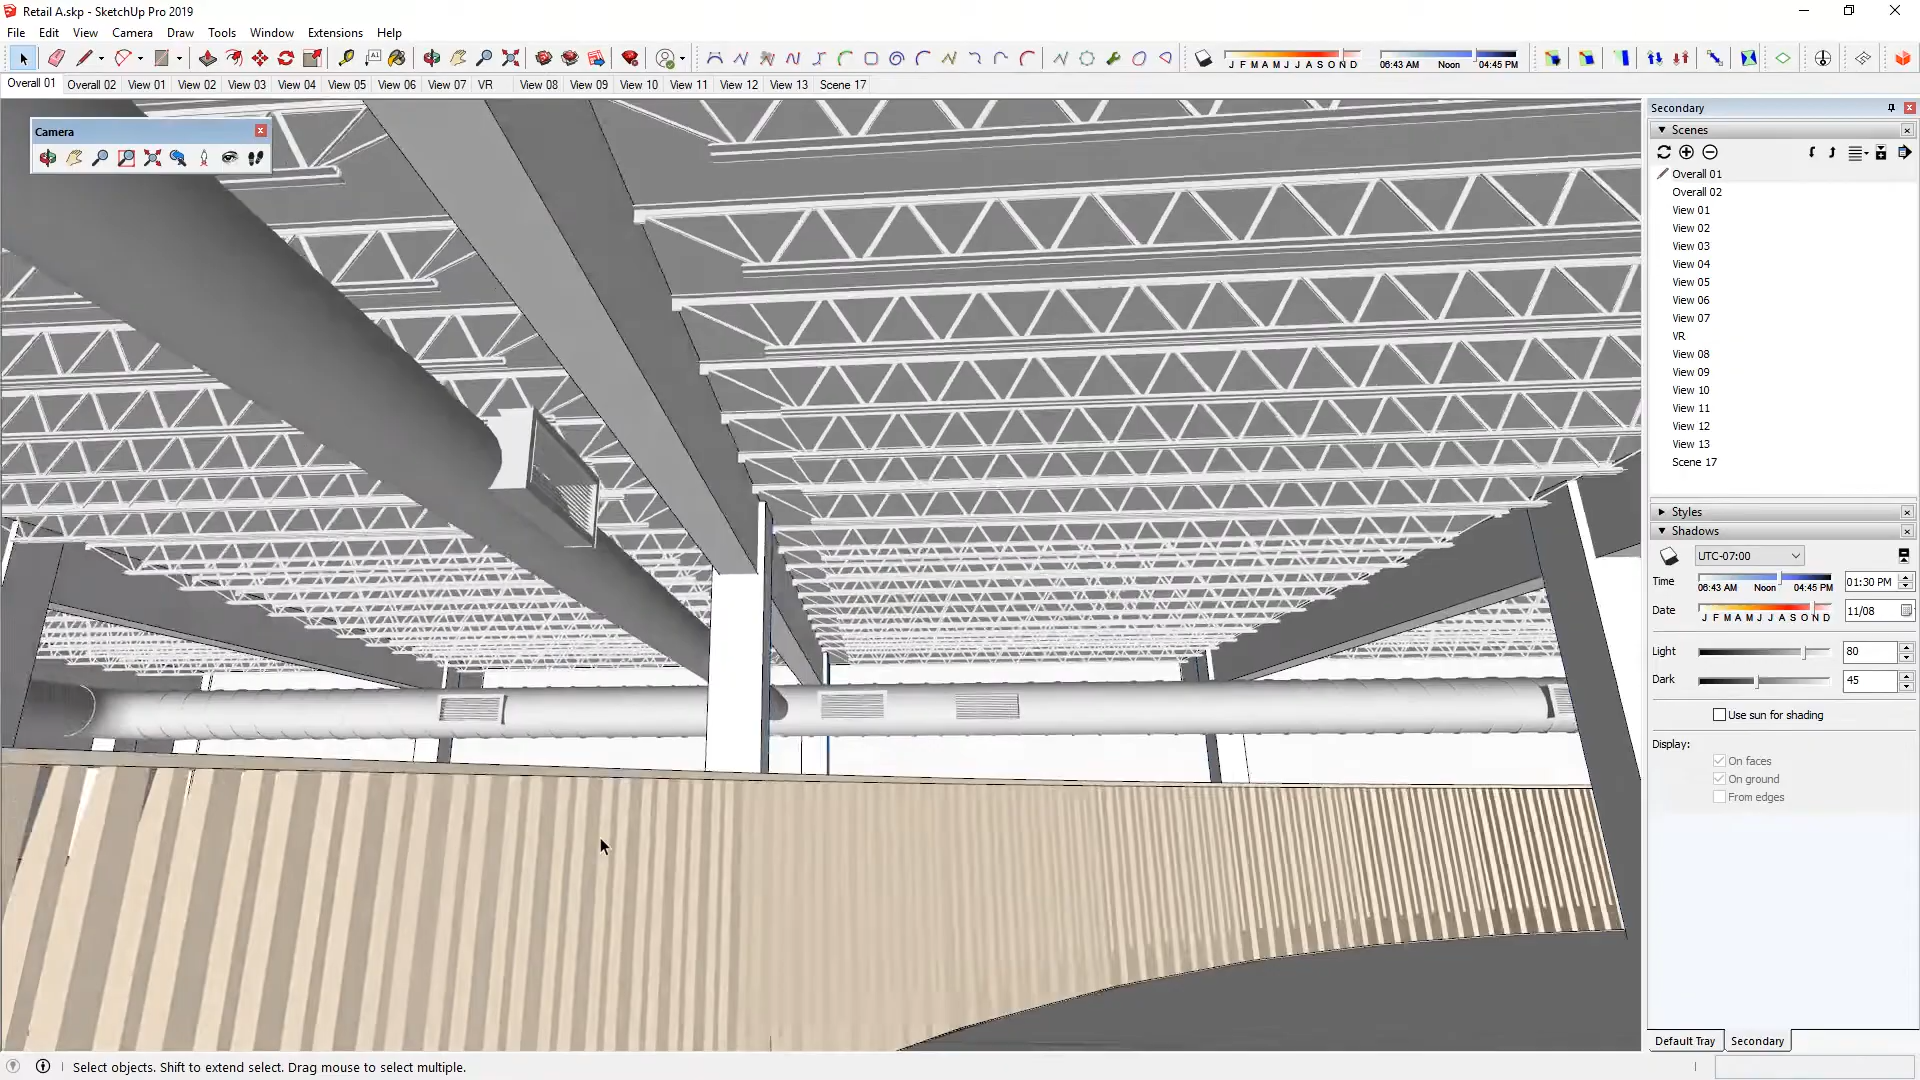 Retail A.skp - SketchUp Pro 2019
File Edit View Camera Draw Tools Window Extensions Help
J F M A M J J A S O N D
06:43 AM Noon 04:45 PM
Overall 01 Overall 02 View 01 View 02 View 03 View 04 View 05 View 06 View 07 VR View 08 View 09 View 10 View 11 View 12 View 13 Scene 17
Camera
Secondary
Scenes
Overall 01
Overall 02
View 01
View 02
View 03
View 04
View 05
View 06
View 07
VR
View 08
View 09
View 10
View 11
View 12
View 13
Scene 17
Styles
Shadows
UTC-07:00
Time 01:30 PM
06:43 AM Noon 04:45 PM
Date 11/08
J F M A M J J A S O N D
Light 80
Dark 45
Use sun for shading
Display:
On faces
On ground
From edges
Default Tray Secondary
Select objects. Shift to extend select. Drag mouse to select multiple.